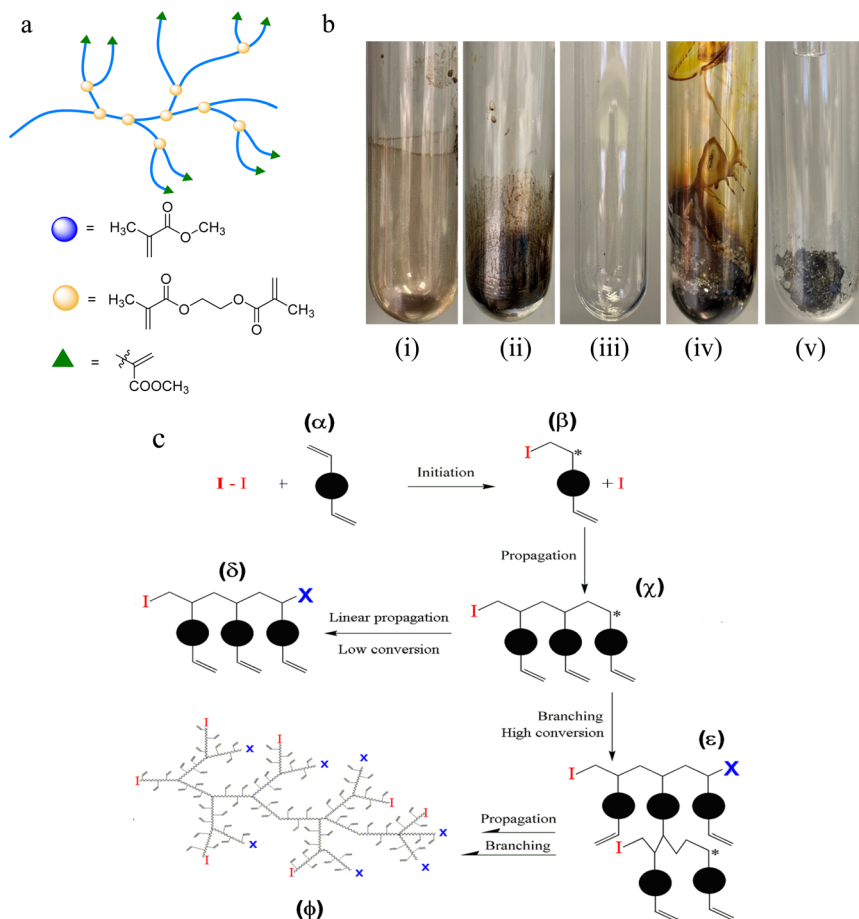 a
b
= H₃C O O CH₃
= H₃C O O O O CH₃
= COOCH₃
(i) (ii) (iii) (iv) (v)
c
(α) (β)
I - I + Initiation I * + I
Propagation
(δ) (χ)
I X Linear propagation I *
Low conversion
Branching
High conversion
(ε)
I X
Propagation
Branching
I *
I I X X I X X I I X X I X I X
(ϕ)